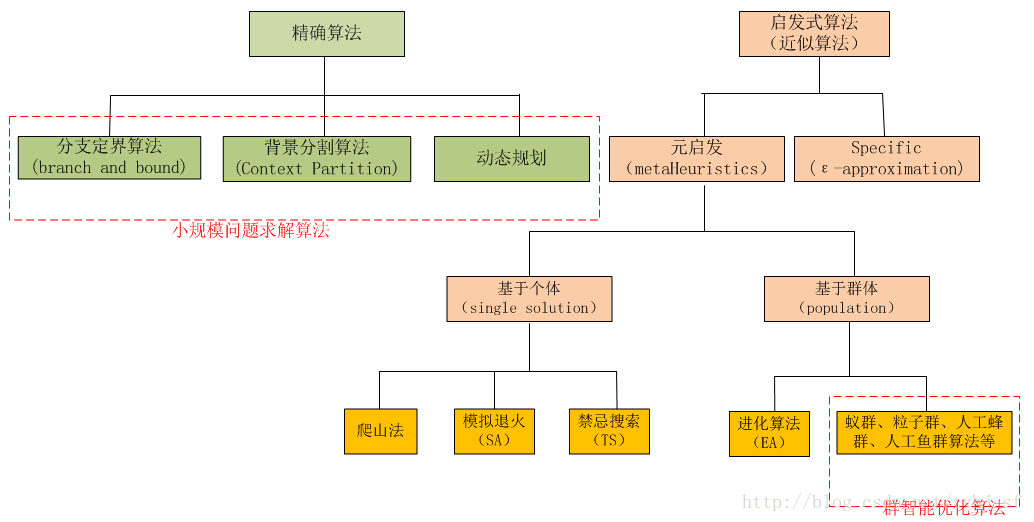 精确算法
启发式算法
（近似算法）
分支定界算法
(branch and bound)
背景分割算法
(Context Partition)
动态规划
元启发
（metaHeuristics）
Specific
(ε-approximation)
小规模问题求解算法
基于个体
（single solution）
基于群体
（population）
爬山法
模拟退火
（SA）
禁忌搜索
（TS）
进化算法
（EA）
蚁群、粒子群、人工蜂
群、人工鱼群算法等
群智能优化算法